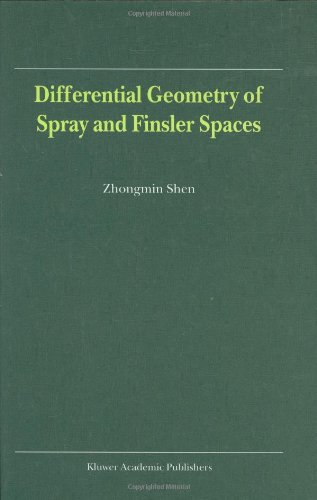 Differential Geometry of
Spray and Finsler Spaces
Zhongmin Shen
Kluwer Academic Publishers